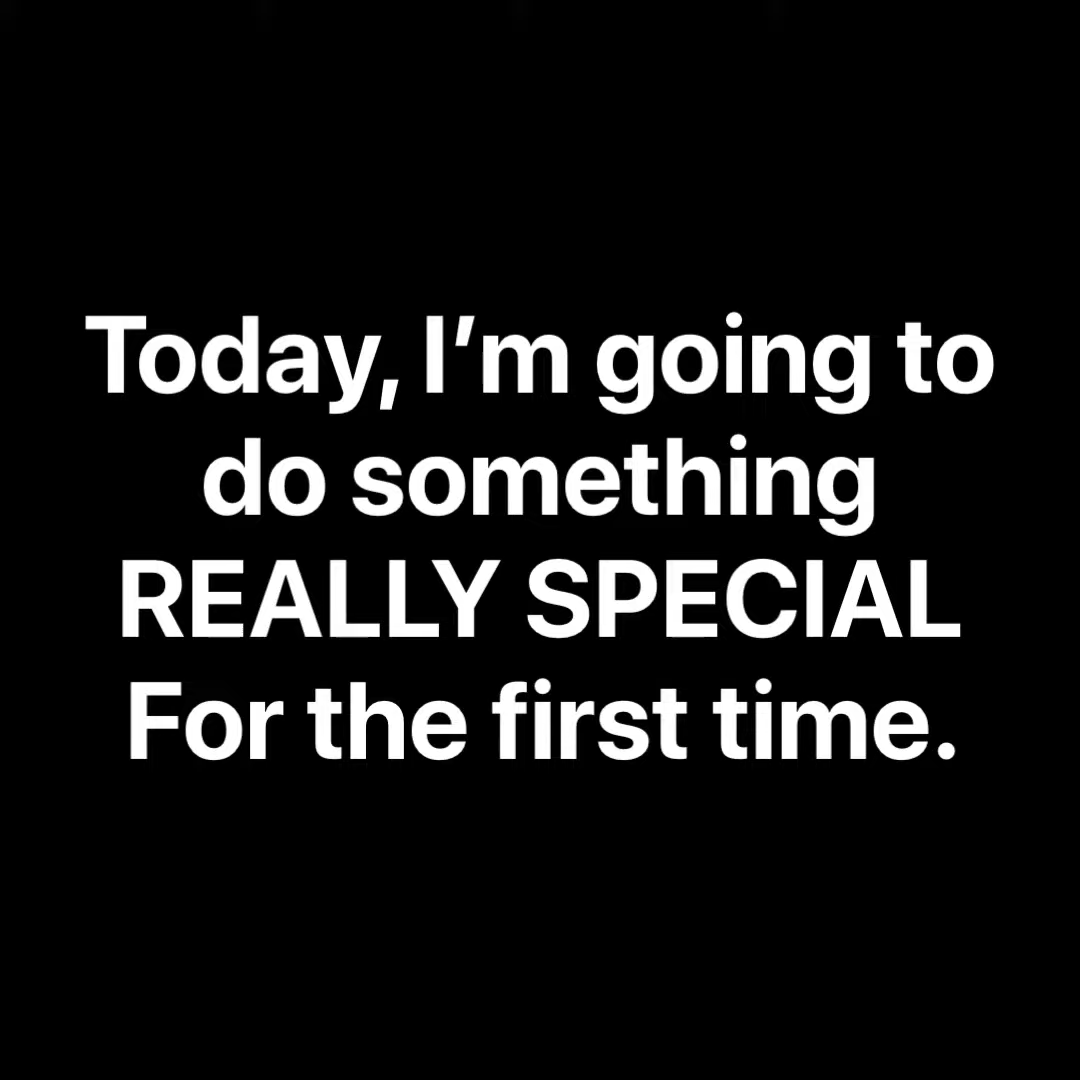 Today, I’m going to
do something
REALLY SPECIAL
For the first time.